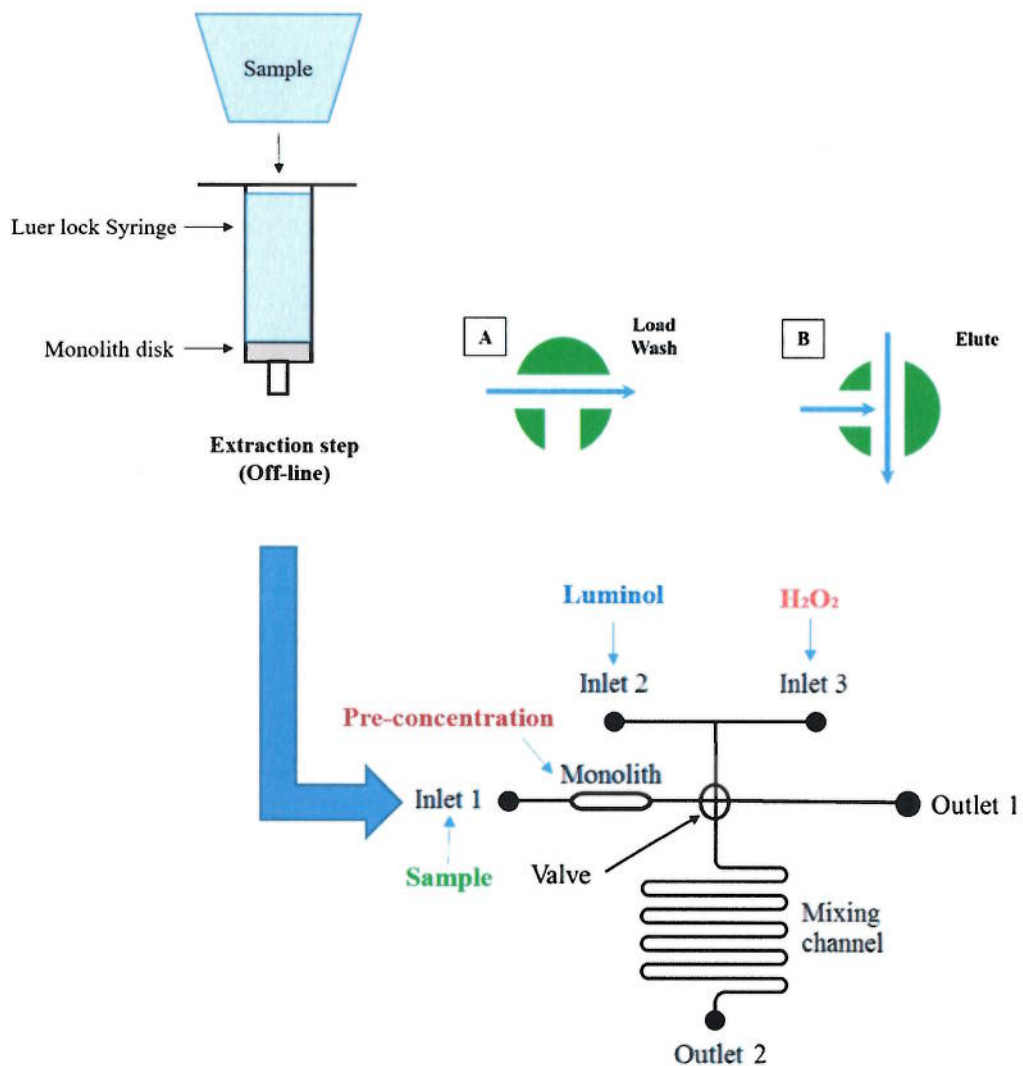 Sample
Luer lock Syringe
Monolith disk
Extraction step
(Off-line)
A
Load
Wash
B
Elute
Luminol
H₂O₂
Inlet 2
Inlet 3
Pre-concentration
Monolith
Inlet 1
Outlet 1
Sample
Valve
Mixing
channel
Outlet 2